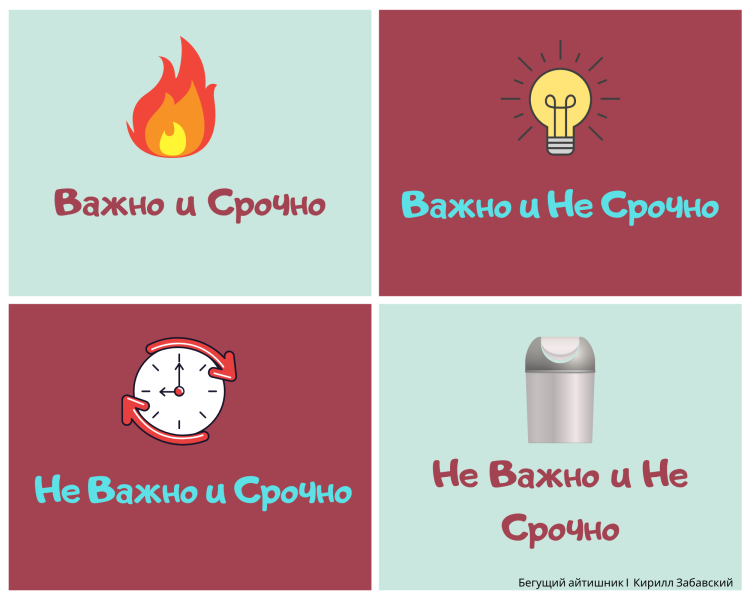 Важно и Срочно
Важно и Не Срочно
Не Важно и Срочно
Не Важно и Не
Срочно
Бегущий айтишник I Кирилл Забавский